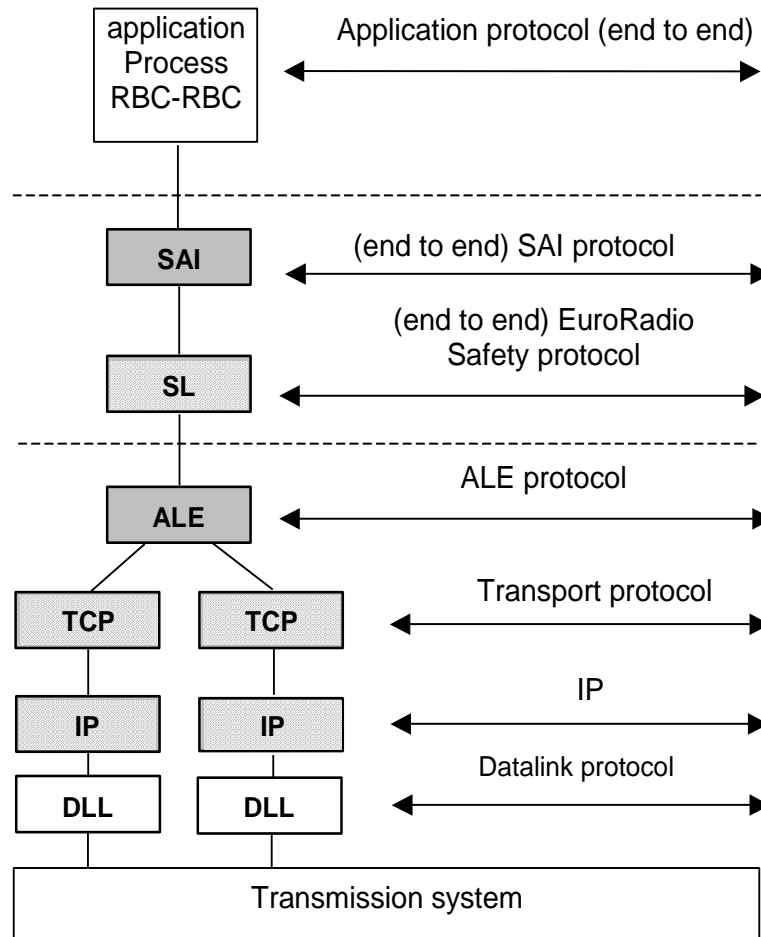 application
Process
RBC-RBC
Application protocol (end to end)
SAI
(end to end) SAI protocol
(end to end) EuroRadio
Safety protocol
SL
ALE protocol
ALE
Transport protocol
TCP
TCP
IP
IP
IP
Datalink protocol
DLL
DLL
Transmission system